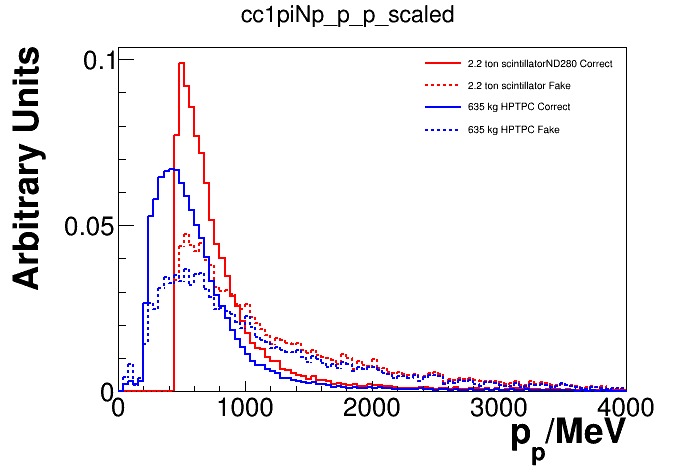 cc1piNp_p_p_scaled
Arbitrary Units
0.1
0.05
0
2.2 ton scintillatorND280 Correct
2.2 ton scintillator Fake
635 kg HPTPC Correct
635 kg HPTPC Fake
0 1000 2000 3000 4000
p_p/MeV